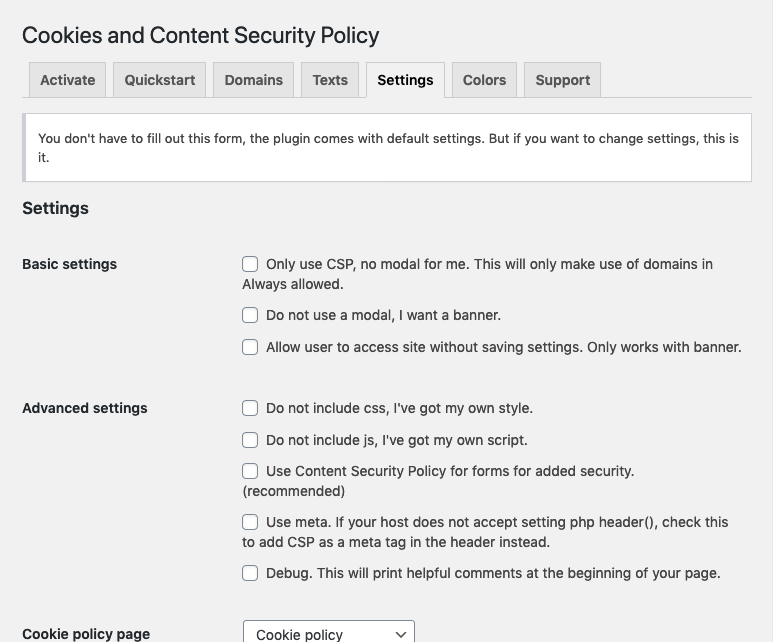 Cookies and Content Security Policy
Activate Quickstart Domains Texts Settings Colors Support
You don't have to fill out this form, the plugin comes with default settings. But if you want to change settings, this is
it.
Settings
Basic settings
Only use CSP, no modal for me. This will only make use of domains in
Always allowed.
Do not use a modal, I want a banner.
Allow user to access site without saving settings. Only works with banner.
Advanced settings
Do not include css, I've got my own style.
Do not include js, I've got my own script.
Use Content Security Policy for forms for added security.
(recommended)
Use meta. If your host does not accept setting php header(), check this
to add CSP as a meta tag in the header instead.
Debug. This will print helpful comments at the beginning of your page.
Cookie policy page
Cookie policy